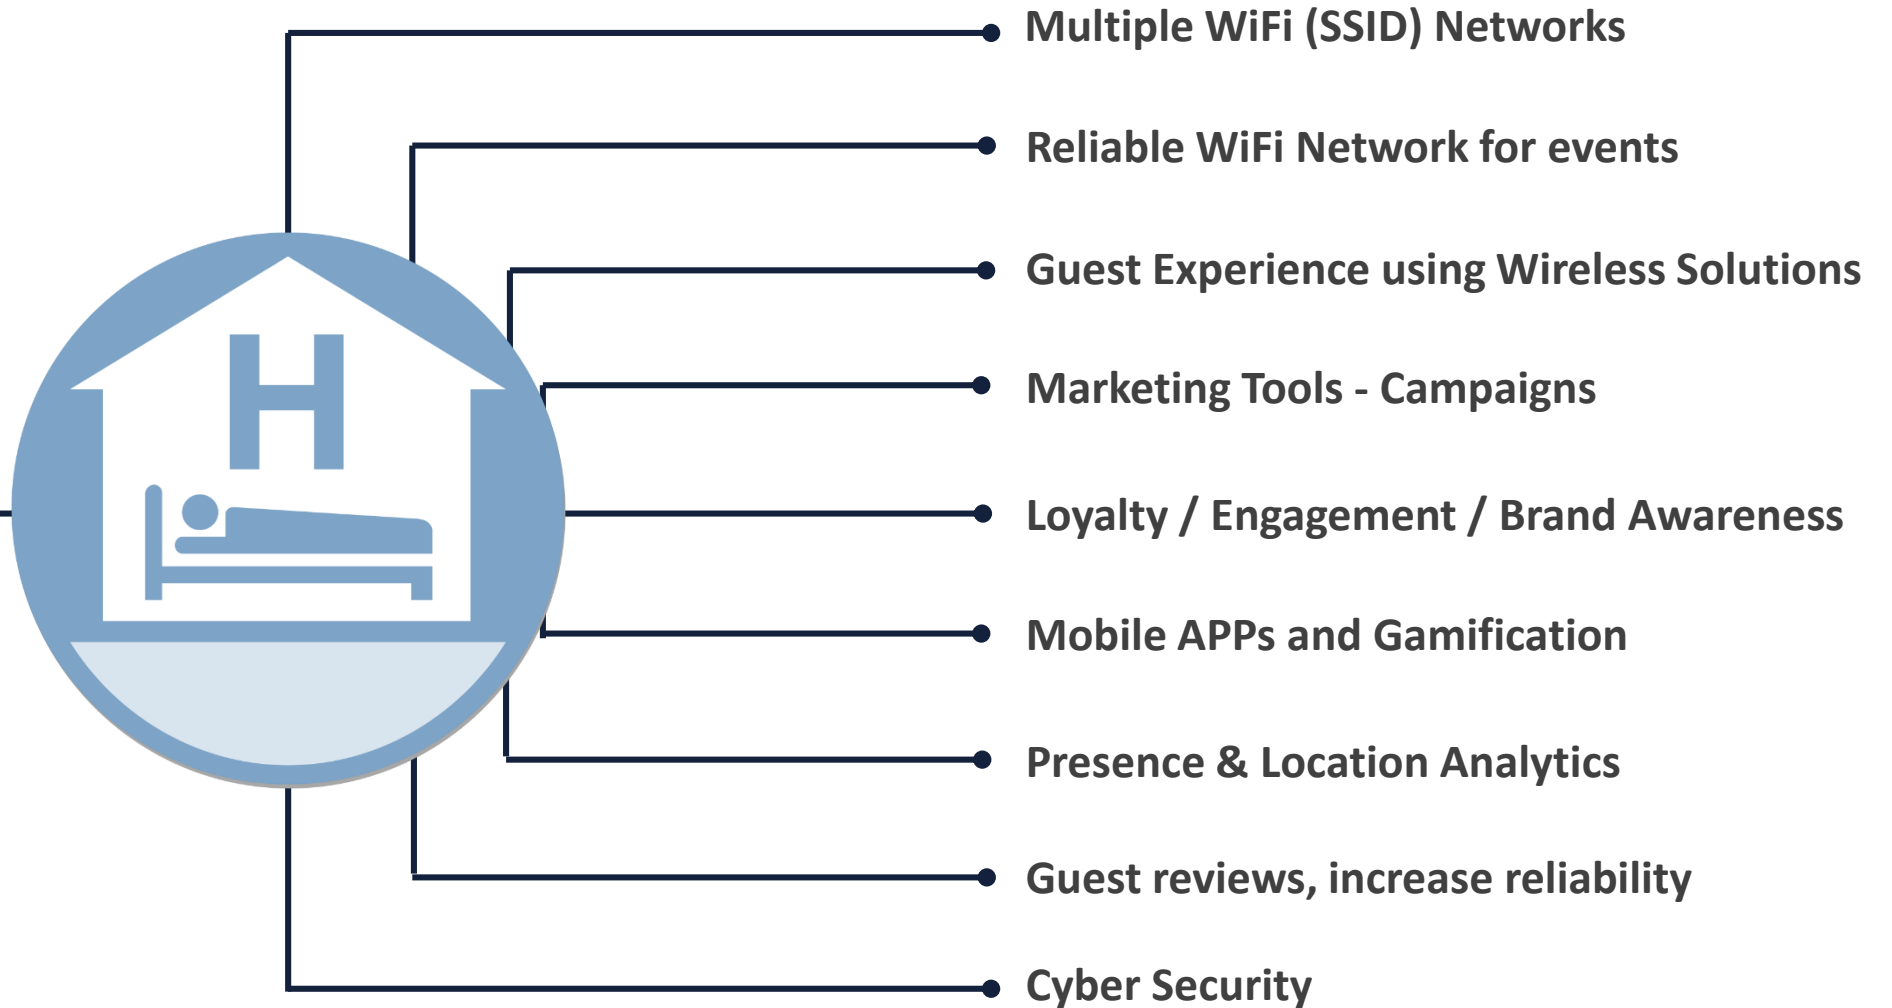 Multiple WiFi (SSID) Networks
Reliable WiFi Network for events
Guest Experience using Wireless Solutions
H
Marketing Tools - Campaigns
Loyalty / Engagement / Brand Awareness
Mobile APPs and Gamification
Presence & Location Analytics
Guest reviews, increase reliability
Cyber Security